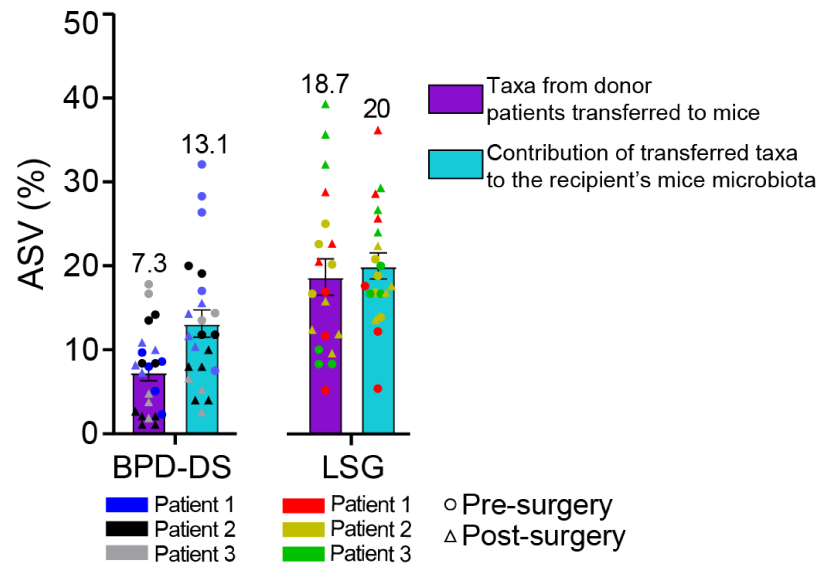 50
40
30
20
10
0
ASV (%)
7.3
13.1
18.7
20
Taxa from donor
patients transferred to mice
Contribution of transferred taxa
to the recipient's mice microbiota
BPD-DS
LSG
Patient 1
Patient 2
Patient 3
Patient 1
Patient 2
Patient 3
Pre-surgery
Post-surgery